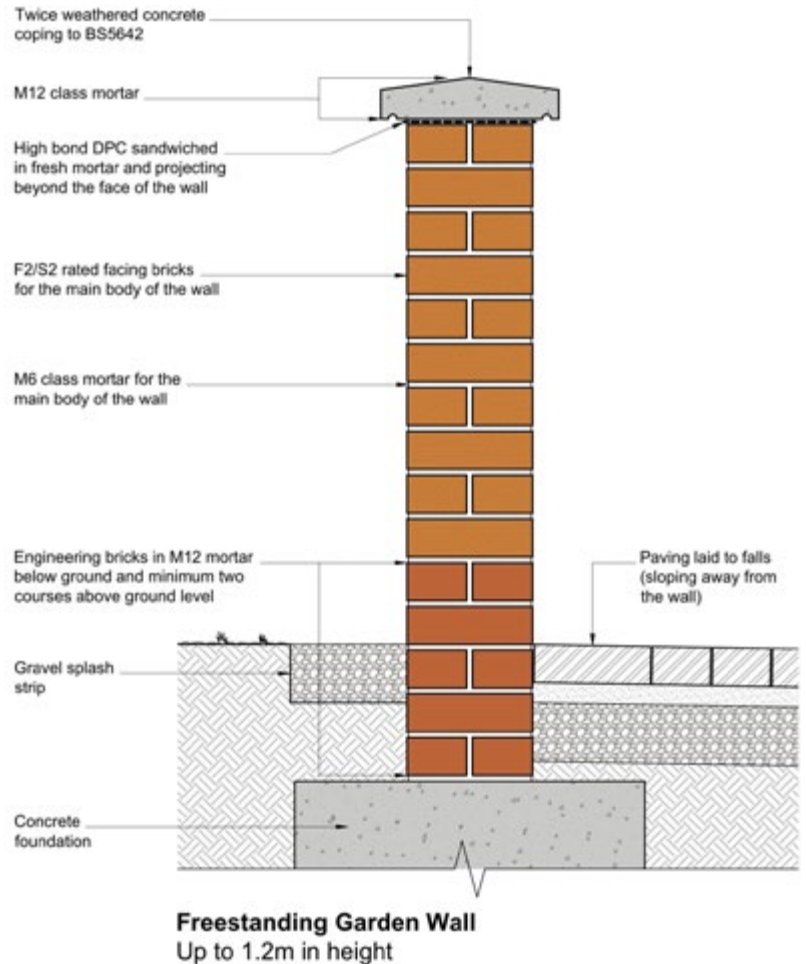 Twice weathered concrete
coping to BS5642
M12 class mortar
High bond DPC sandwiched
in fresh mortar and projecting
beyond the face of the wall
F2/S2 rated facing bricks
for the main body of the wall
M6 class mortar for the
main body of the wall
Engineering bricks in M12 mortar
below ground and minimum two
courses above ground level
Paving laid to falls
(sloping away from
the wall)
Gravel splash
strip
Concrete
foundation
Freestanding Garden Wall
Up to 1.2m in height